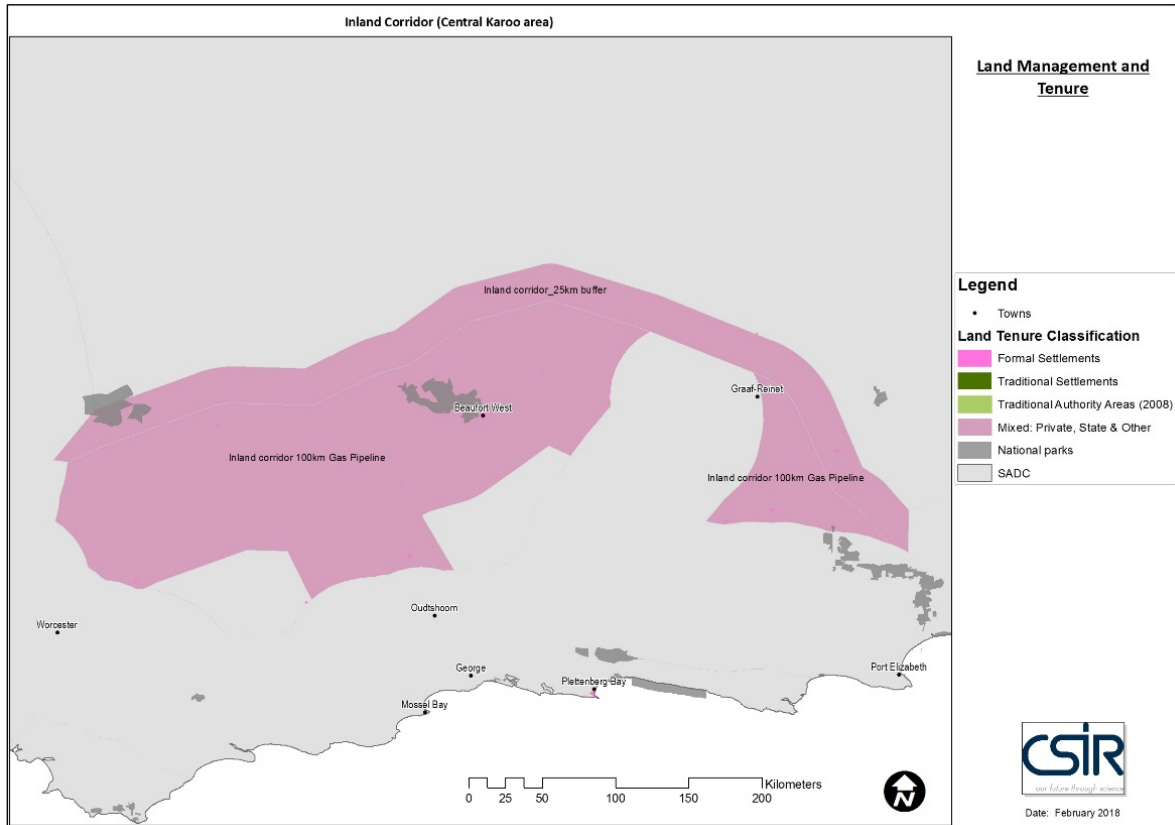 Inland Corridor (Central Karoo area)
Land Management and
Tenure
Inland corridor_25km buffer
Graaf-Reinet
Beaufort West
Inland corridor 100km Gas Pipeline
Inland corridor 100km Gas Pipeline
Oudtshoorn
Worcester
George
Port Elizabeth
Plettenberg Bay
Mossel Bay
Kilometers
0 25 50 100 150 200
N
Legend
Towns
Land Tenure Classification
Formal Settlements
Traditional Settlements
Traditional Authority Areas (2008)
Mixed: Private, State & Other
National parks
SADC
CSIR
our future through science
Date: February 2018